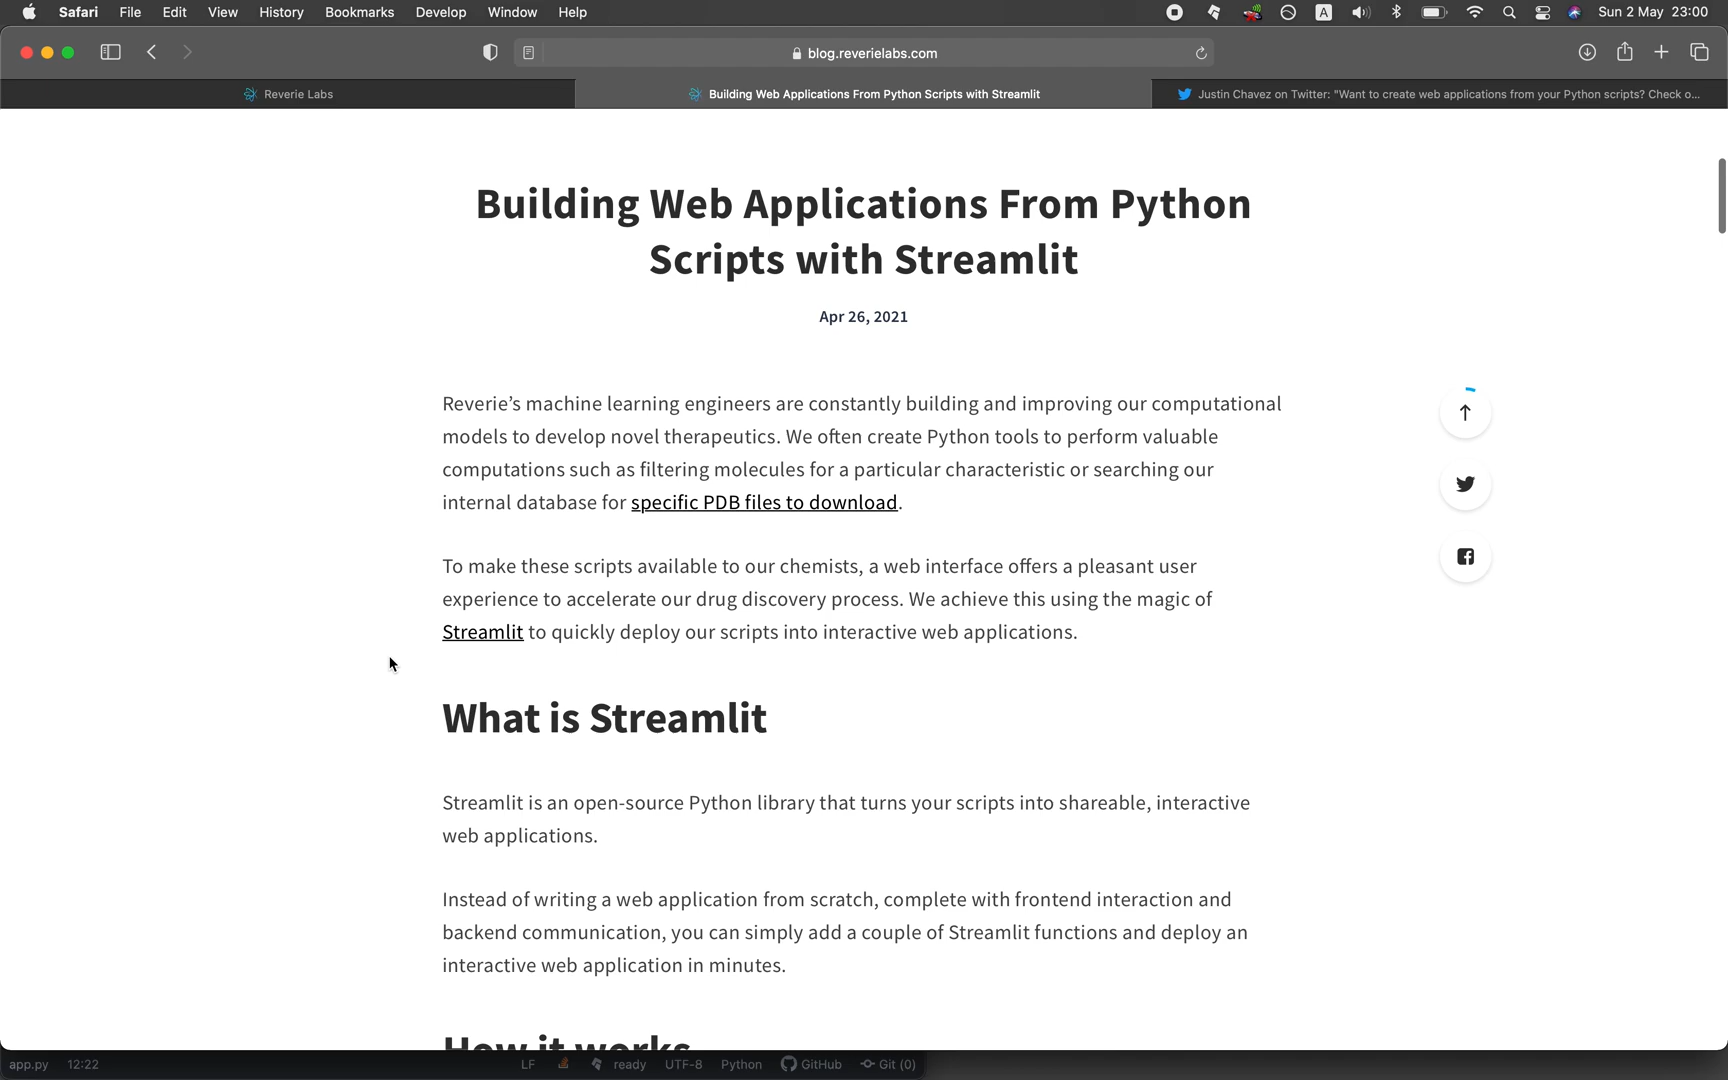 Safari File Edit View History Bookmarks Develop Window Help A Sun 2 May 23:00
blog.reverielabs.com
Reverie Labs
Building Web Applications From Python Scripts with Streamlit
Justin Chavez on Twitter: "Want to create web applications from your Python scripts? Check o...
Building Web Applications From Python
Scripts with Streamlit
Apr 26, 2021
Reverie’s machine learning engineers are constantly building and improving our computational
models to develop novel therapeutics. We often create Python tools to perform valuable
computations such as filtering molecules for a particular characteristic or searching our
internal database for specific PDB files to download.
To make these scripts available to our chemists, a web interface offers a pleasant user
experience to accelerate our drug discovery process. We achieve this using the magic of
Streamlit to quickly deploy our scripts into interactive web applications.
What is Streamlit
Streamlit is an open-source Python library that turns your scripts into shareable, interactive
web applications.
Instead of writing a web application from scratch, complete with frontend interaction and
backend communication, you can simply add a couple of Streamlit functions and deploy an
interactive web application in minutes.
How it works
app.py 12:22 LF ready UTF-8 Python GitHub Git (0)